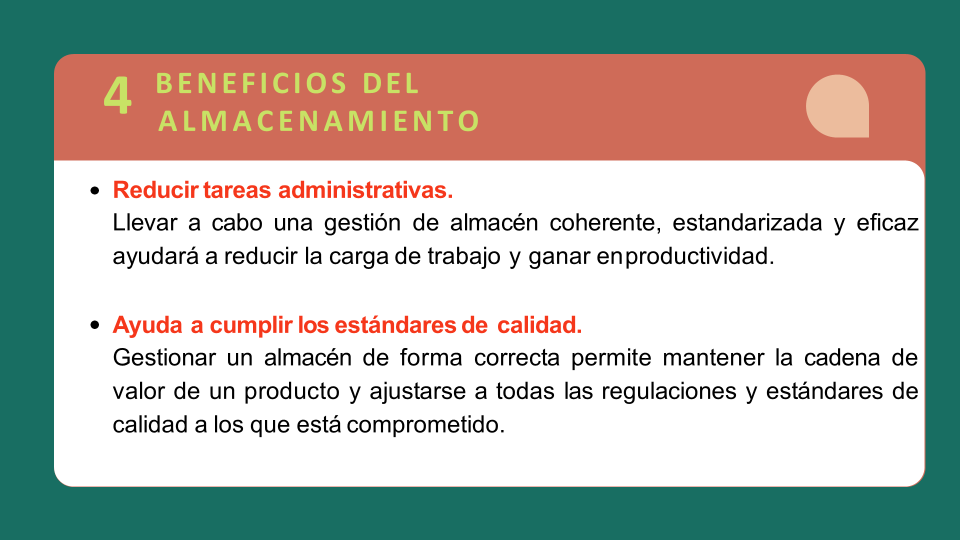 4 BENEFICIOS DEL
ALMACENAMIENTO
• Reducir tareas administrativas.
Llevar a cabo una gestión de almacén coherente, estandarizada y eficaz
ayudará a reducir la carga de trabajo y ganar enproductividad.
• Ayuda a cumplir los estándares de calidad.
Gestionar un almacén de forma correcta permite mantener la cadena de
valor de un producto y ajustarse a todas las regulaciones y estándares de
calidad a los que está comprometido.